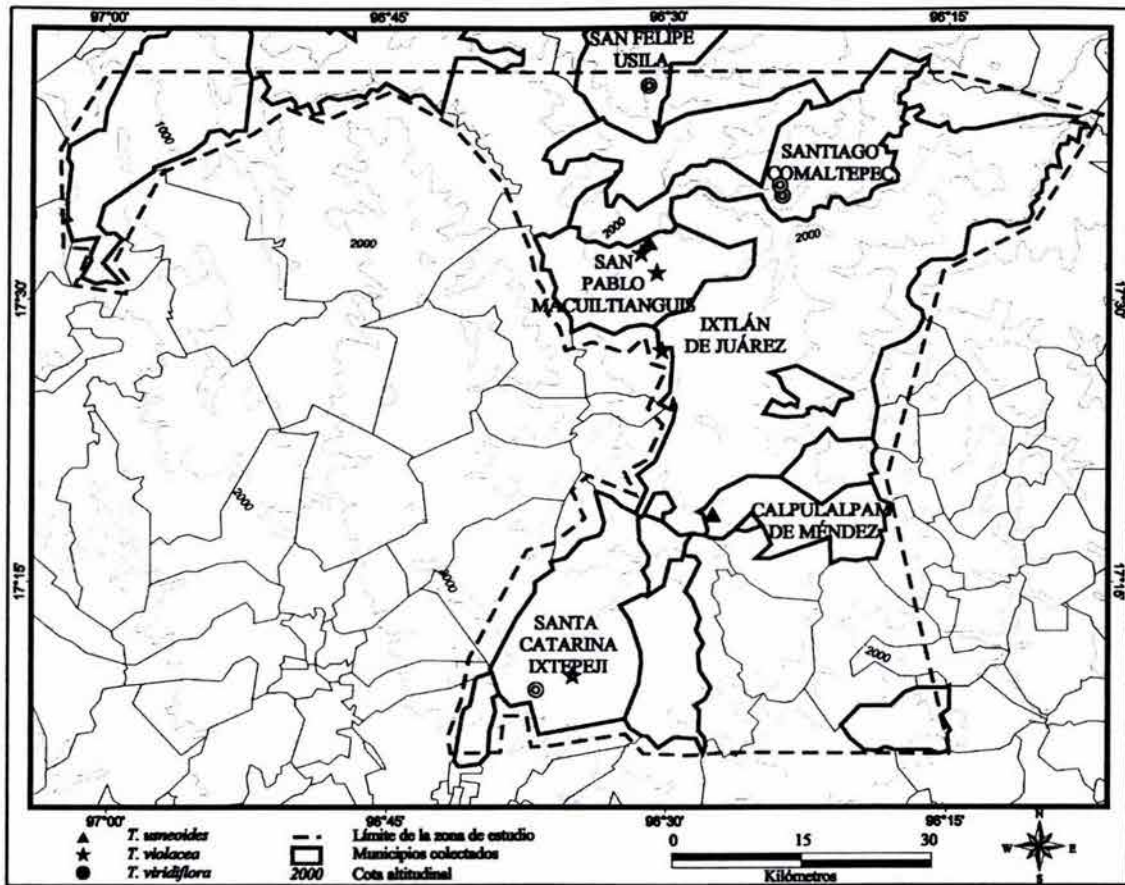 97°00' 96°45' 96°30' 96°15'
SAN FELIPE
USILA
1000
SANTIAGO
COMALTEPEC
2000
2000
2000
SAN
PABLO
MACUILTIANGUIS
17°30' 17°30'
IXTLÁN
DE JUÁREZ
2000
CALPULALPAM
DE MÉNDEZ
17°15' 17°15'
SANTA
CATARINA
IXTEPEJI
2000
97°00' 96°45' 96°30' 96°15'
T. usneoides
T. violacea
T. viridiflora
Límite de la zona de estudio
Municipios colectados
2000 Cota altitudinal
0 15 30
Kilómetros
N
W E
S